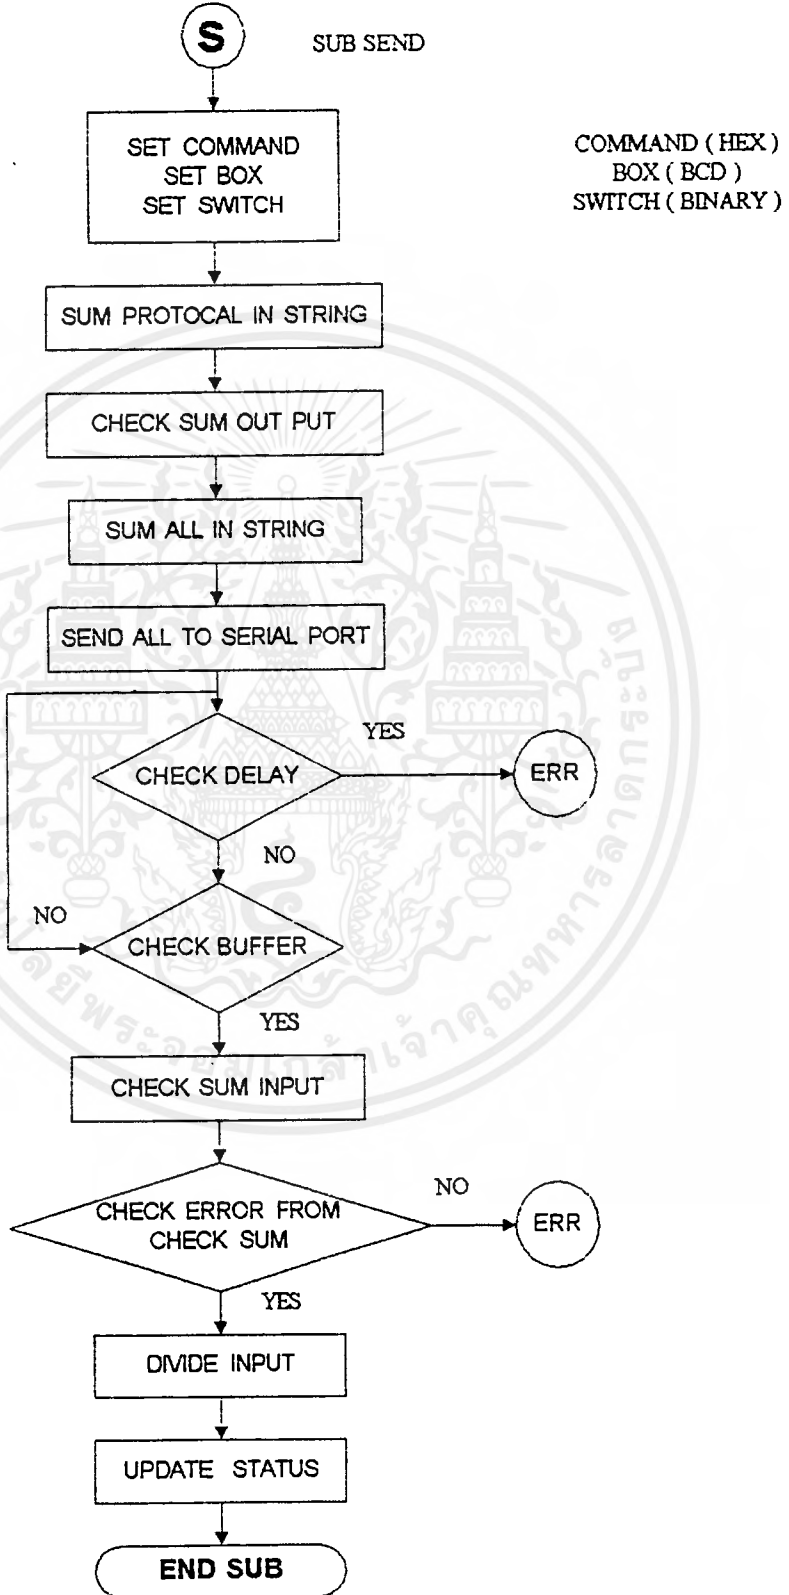 S
SUB SEND
SET COMMAND
SET BOX
SET SWITCH
COMMAND ( HEX )
BOX ( BCD )
SWITCH ( BINARY )
SUM PROTOCAL IN STRING
CHECK SUM OUT PUT
SUM ALL IN STRING
SEND ALL TO SERIAL PORT
YES
CHECK DELAY
ERR
NO
NO
CHECK BUFFER
YES
CHECK SUM INPUT
NO
CHECK ERROR FROM
CHECK SUM
ERR
YES
DIVIDE INPUT
UPDATE STATUS
END SUB